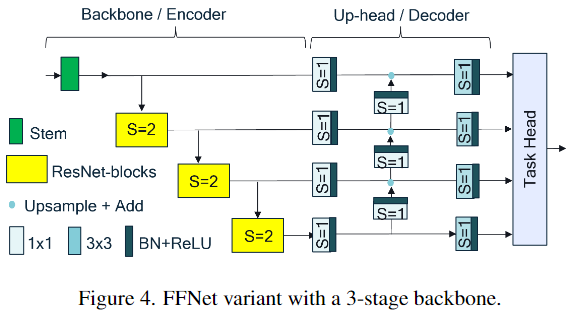 Backbone / Encoder
Up-head / Decoder
S=1
S=1
S=1
S=2
S=1
S=1
S=1
S=2
S=1
S=1
S=1
S=2
S=1
S=1
Task Head
Stem
ResNet-blocks
Upsample + Add
1x1
3x3
BN+ReLU
Figure 4. FFNet variant with a 3-stage backbone.